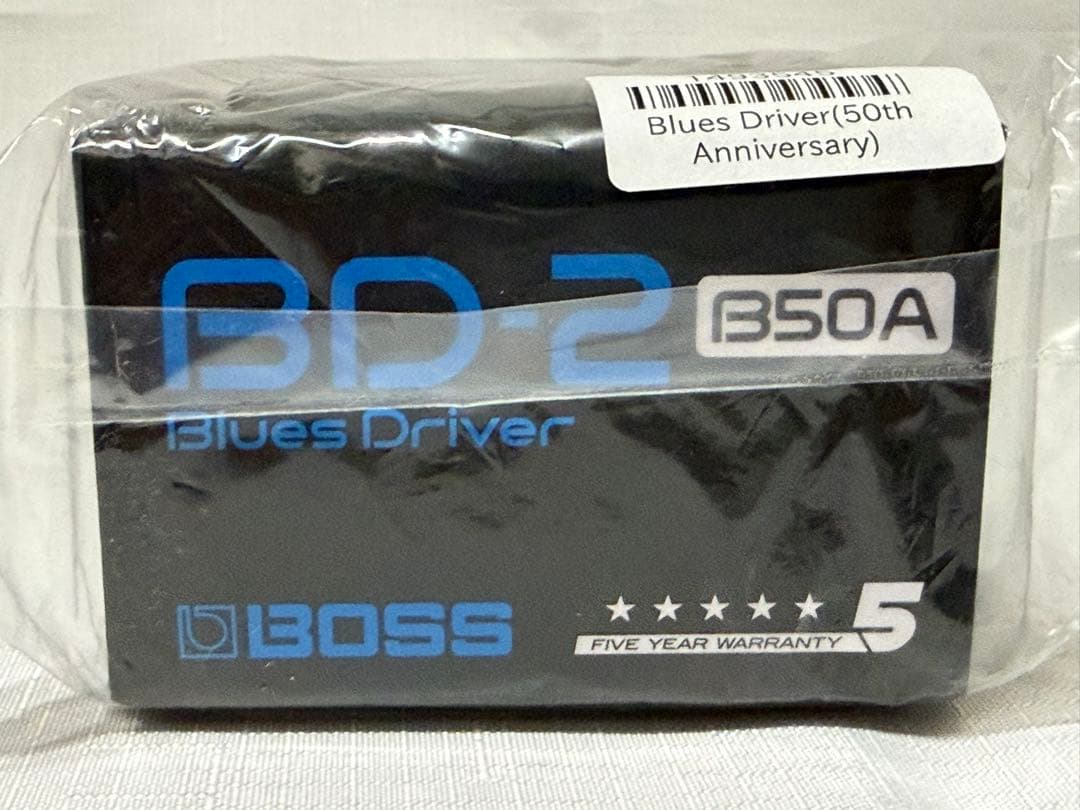 Blues Driver(50th
Anniversary)
BD-2 B50A
Blues Driver
BOSS
FIVE YEAR WARRANTY 5